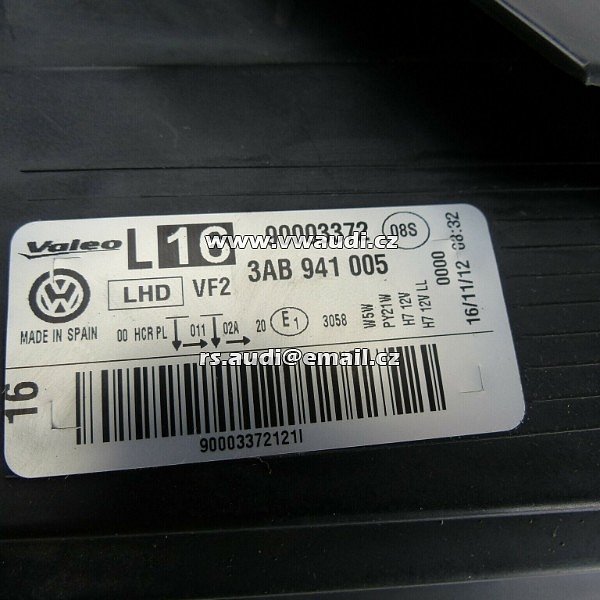 Valeo L 16 90003372 08S
www.vwaudi.cz
LHD VF2 3AB 941 005
MADE IN SPAIN 00 HCR PL 011 02A 20 E1 3058
W5W
PY21W
H7 12V
H7 12V LL
0000
16/11/12 08:32
rs.audi@email.cz
16
90003372121I